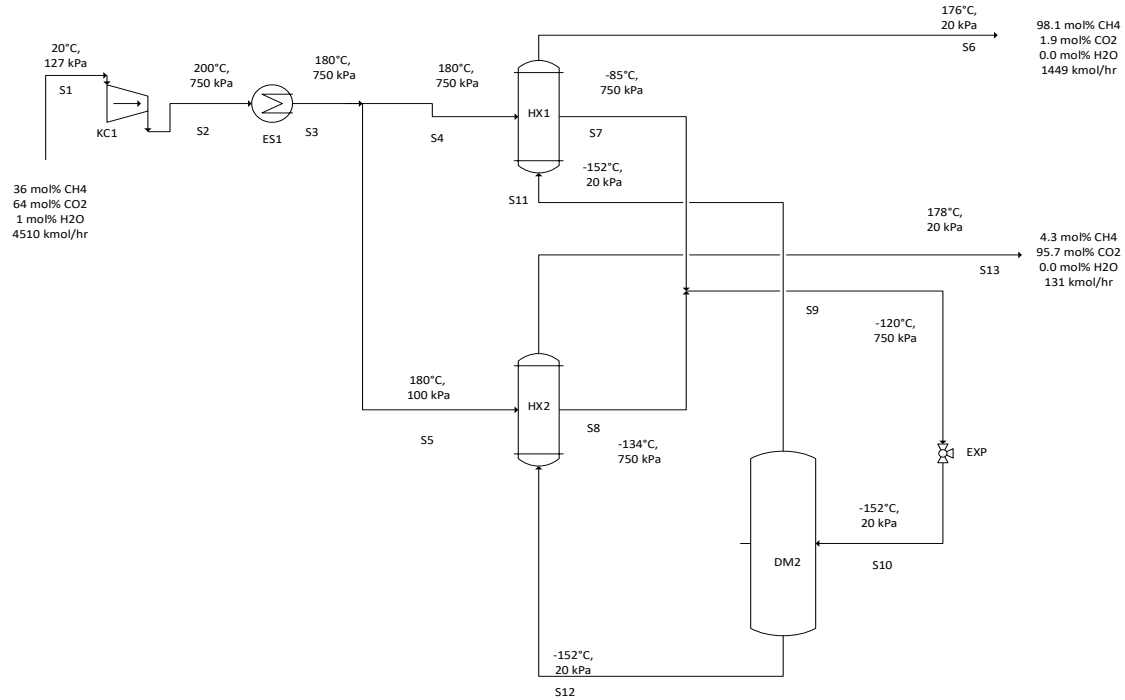 176°C,
20 kPa
S6
98.1 mol% CH4
1.9 mol% CO2
0.0 mol% H2O
1449 kmol/hr
20°C,
127 kPa
S1
KC1
200°C,
750 kPa
S2
ES1
180°C,
750 kPa
S3
180°C,
750 kPa
S4
HX1
-85°C,
750 kPa
S7
-152°C,
20 kPa
S11
36 mol% CH4
64 mol% CO2
1 mol% H2O
4510 kmol/hr
178°C,
20 kPa
S13
4.3 mol% CH4
95.7 mol% CO2
0.0 mol% H2O
131 kmol/hr
S9
-120°C,
750 kPa
180°C,
100 kPa
S5
HX2
S8
-134°C,
750 kPa
EXP
-152°C,
20 kPa
S10
DM2
-152°C,
20 kPa
S12